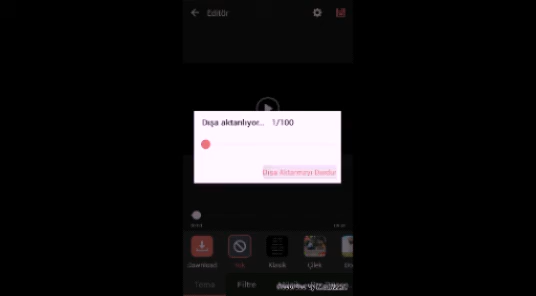 Editör
Dışa aktarılıyor... 1/100
Dışa Aktarmayı Durdur
Download
Yok
Klasik
Çilek
Tema
Filtre